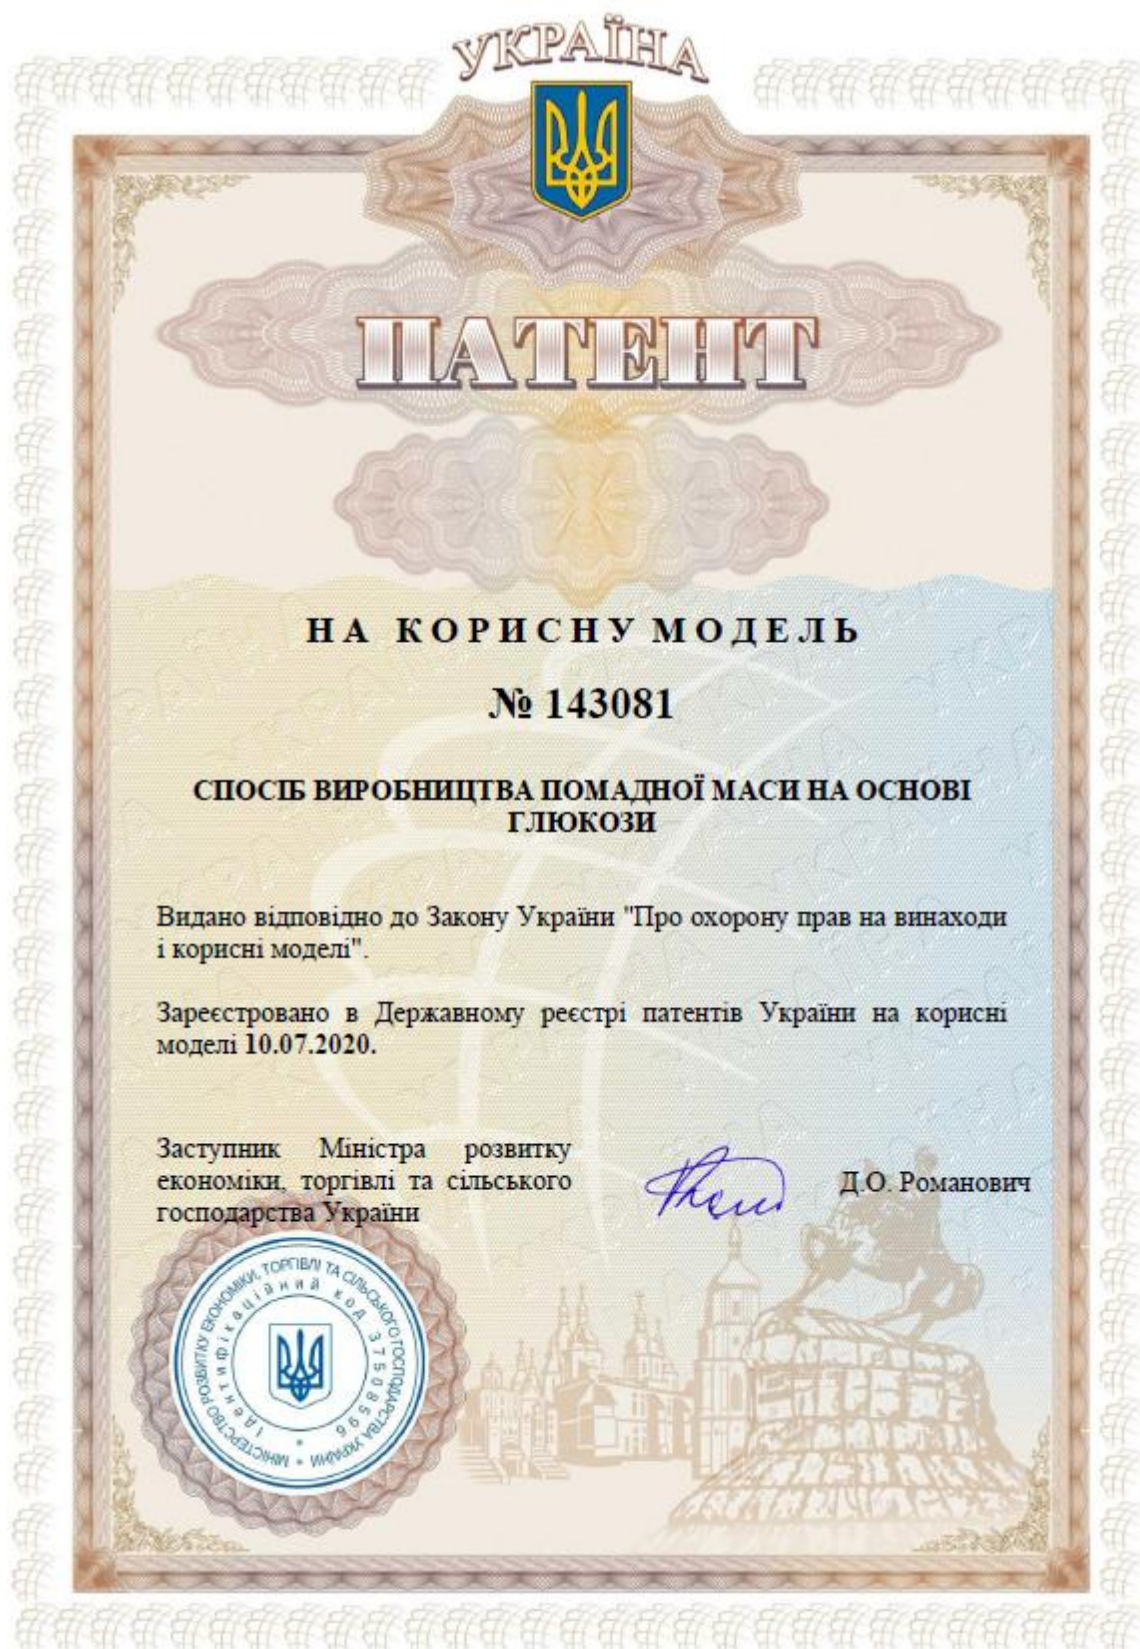 УКРАЇНА
ПАТЕНТ
НА КОРИСНУ МОДЕЛЬ
№ 143081
СПОСІБ ВИРОБНИЦТВА ПОМАДНОЇ МАСИ НА ОСНОВІ
ГЛЮКОЗИ
Видано відповідно до Закону України "Про охорону прав на винаходи
і корисні моделі".
Зареєстровано в Державному реєстрі патентів України на корисні
моделі 10.07.2020.
Заступник Міністра розвитку
економіки, торгівлі та сільського
господарства України
Д.О. Романович
МІНІСТЕРСТВО РОЗВИТКУ ЕКОНОМІКИ, ТОРГІВЛІ ТА СІЛЬСЬКОГО ГОСПОДАРСТВА УКРАЇНИ *
Ідентифікаційний код 37508596 *